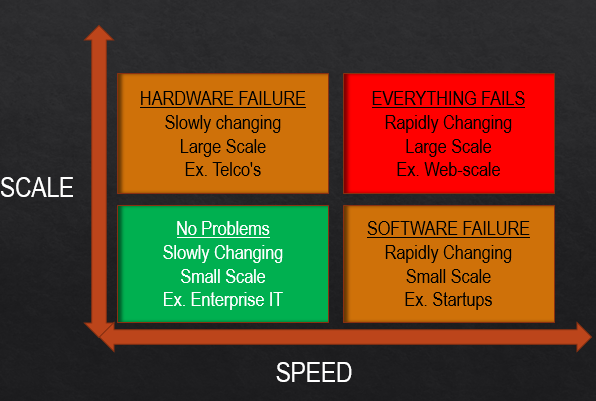 HARDWARE FAILURE
Slowly changing
Large Scale
Ex. Telco's
EVERYTHING FAILS
Rapidly Changing
Large Scale
Ex. Web-scale
SCALE
No Problems
Slowly Changing
Small Scale
Ex. Enterprise IT
SOFTWARE FAILURE
Rapidly Changing
Small Scale
Ex. Startups
SPEED